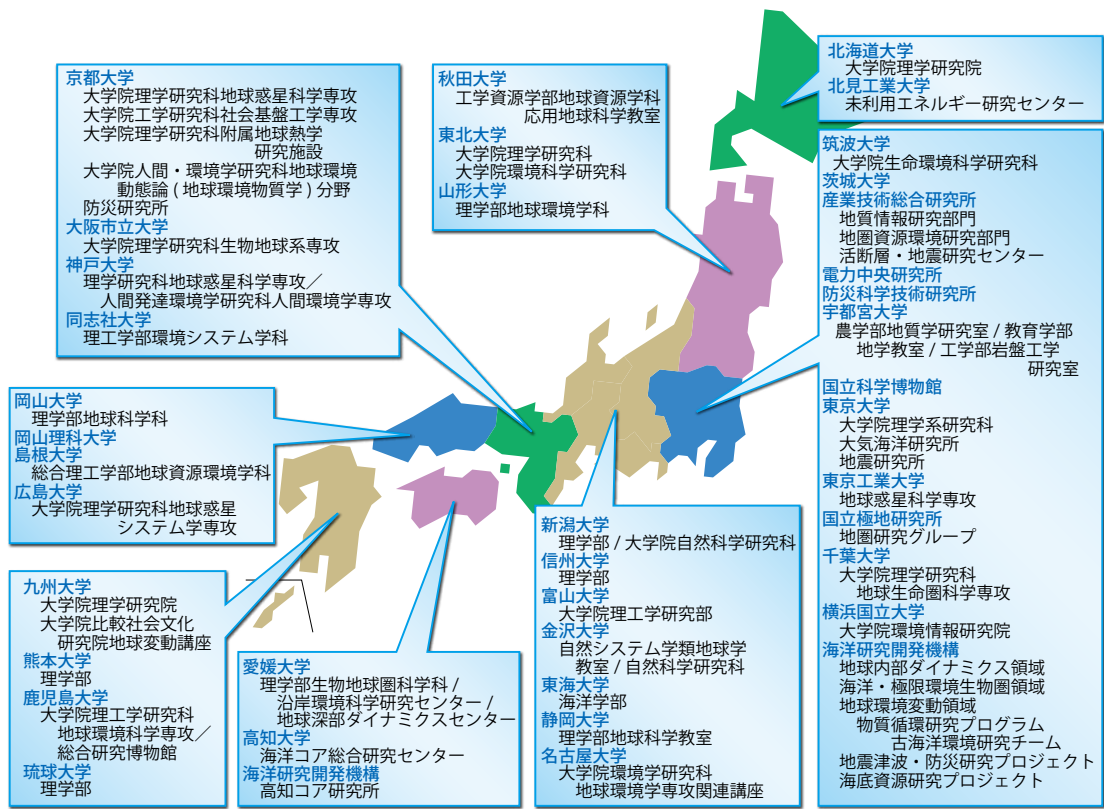 京都大学
大学院理学研究科地球惑星科学専攻
大学院工学研究科社会基盤工学専攻
大学院理学研究科附属地球熱学
研究施設
大学院人間・環境学研究科地球環境
動態論 ( 地球環境物質学 ) 分野
防災研究所
大阪市立大学
大学院理学研究科生物地球系専攻
神戸大学
理学研究科地球惑星科学専攻／
人間発達環境学研究科人間環境学専攻
同志社大学
理工学部環境システム学科
秋田大学
工学資源学部地球資源学科
応用地球科学教室
東北大学
大学院理学研究科
大学院環境科学研究科
山形大学
理学部地球環境学科
北海道大学
大学院理学研究院
北見工業大学
未利用エネルギー研究センター
筑波大学
大学院生命環境科学研究科
茨城大学
産業技術総合研究所
地質情報研究部門
地圏資源環境研究部門
活断層・地震研究センター
電力中央研究所
防災科学技術研究所
宇都宮大学
農学部地質学研究室 / 教育学部
地学教室 / 工学部岩盤工学
研究室
国立科学博物館
東京大学
大学院理学系研究科
大気海洋研究所
地震研究所
東京工業大学
地球惑星科学専攻
国立極地研究所
地圏研究グループ
千葉大学
大学院理学研究科
地球生命圏科学専攻
横浜国立大学
大学院環境情報研究院
海洋研究開発機構
地球内部ダイナミクス領域
海洋・極限環境生物圏領域
地球環境変動領域
物質循環研究プログラム
古海洋環境研究チーム
地震津波・防災研究プロジェクト
海底資源研究プロジェクト
岡山大学
理学部地球科学科
岡山理科大学
島根大学
総合理工学部地球資源環境学科
広島大学
大学院理学研究科地球惑星
システム学専攻
九州大学
大学院理学研究院
大学院比較社会文化
研究院地球変動講座
熊本大学
理学部
鹿児島大学
大学院理工学研究科
地球環境科学専攻／
総合研究博物館
琉球大学
理学部
愛媛大学
理学部生物地球圏科学科 /
沿岸環境科学研究センター /
地球深部ダイナミクスセンター
高知大学
海洋コア総合研究センター
海洋研究開発機構
高知コア研究所
新潟大学
理学部 / 大学院自然科学研究科
信州大学
理学部
富山大学
大学院理工学研究部
金沢大学
自然システム学類地球学
教室 / 自然科学研究科
東海大学
海洋学部
静岡大学
理学部地球科学教室
名古屋大学
大学院環境学研究科
地球環境学専攻関連講座